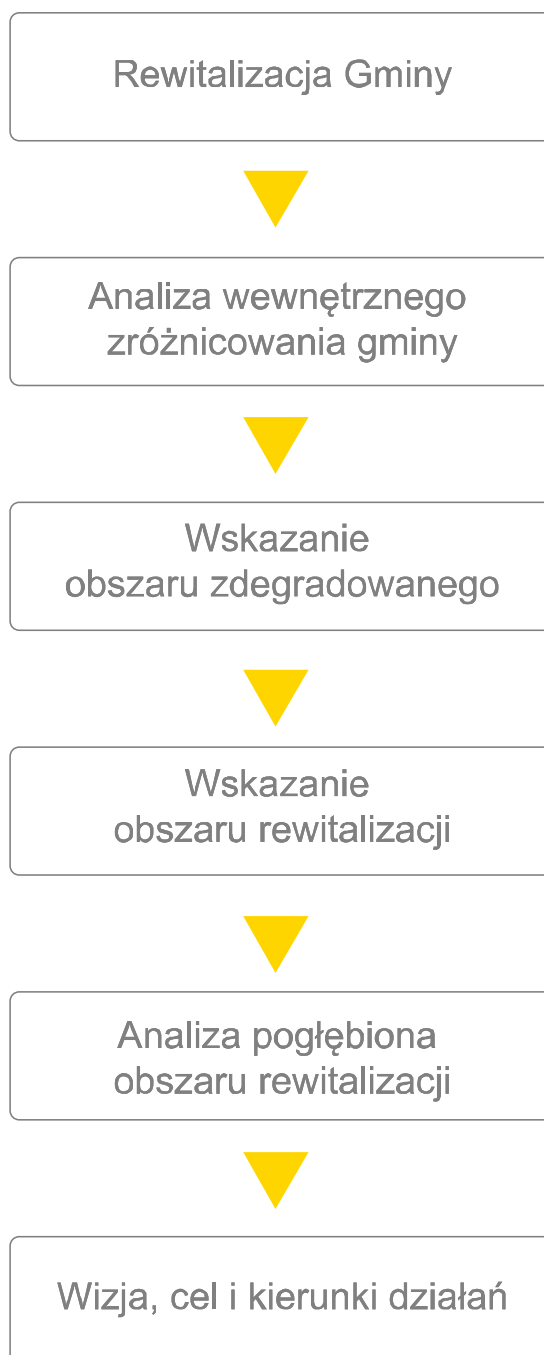 Rewitalizacja Gminy
Analiza wewnętrznego
zróżnicowania gminy
Wskazanie
obszaru zdegradowanego
Wskazanie
obszaru rewitalizacji
Analiza pogłębiona
obszaru rewitalizacji
Wizja, cel i kierunki działań